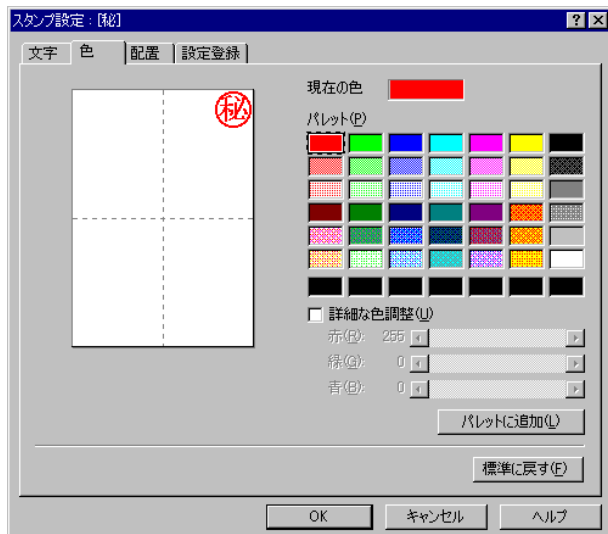 スタンプ設定 : [秘]
文字 色 配置 設定登録
秘
現在の色
パレット(P)
詳細な色調整(U)
赤(R): 255
緑(G): 0
青(B): 0
パレットに追加(L)
標準に戻す(F)
OK キャンセル ヘルプ